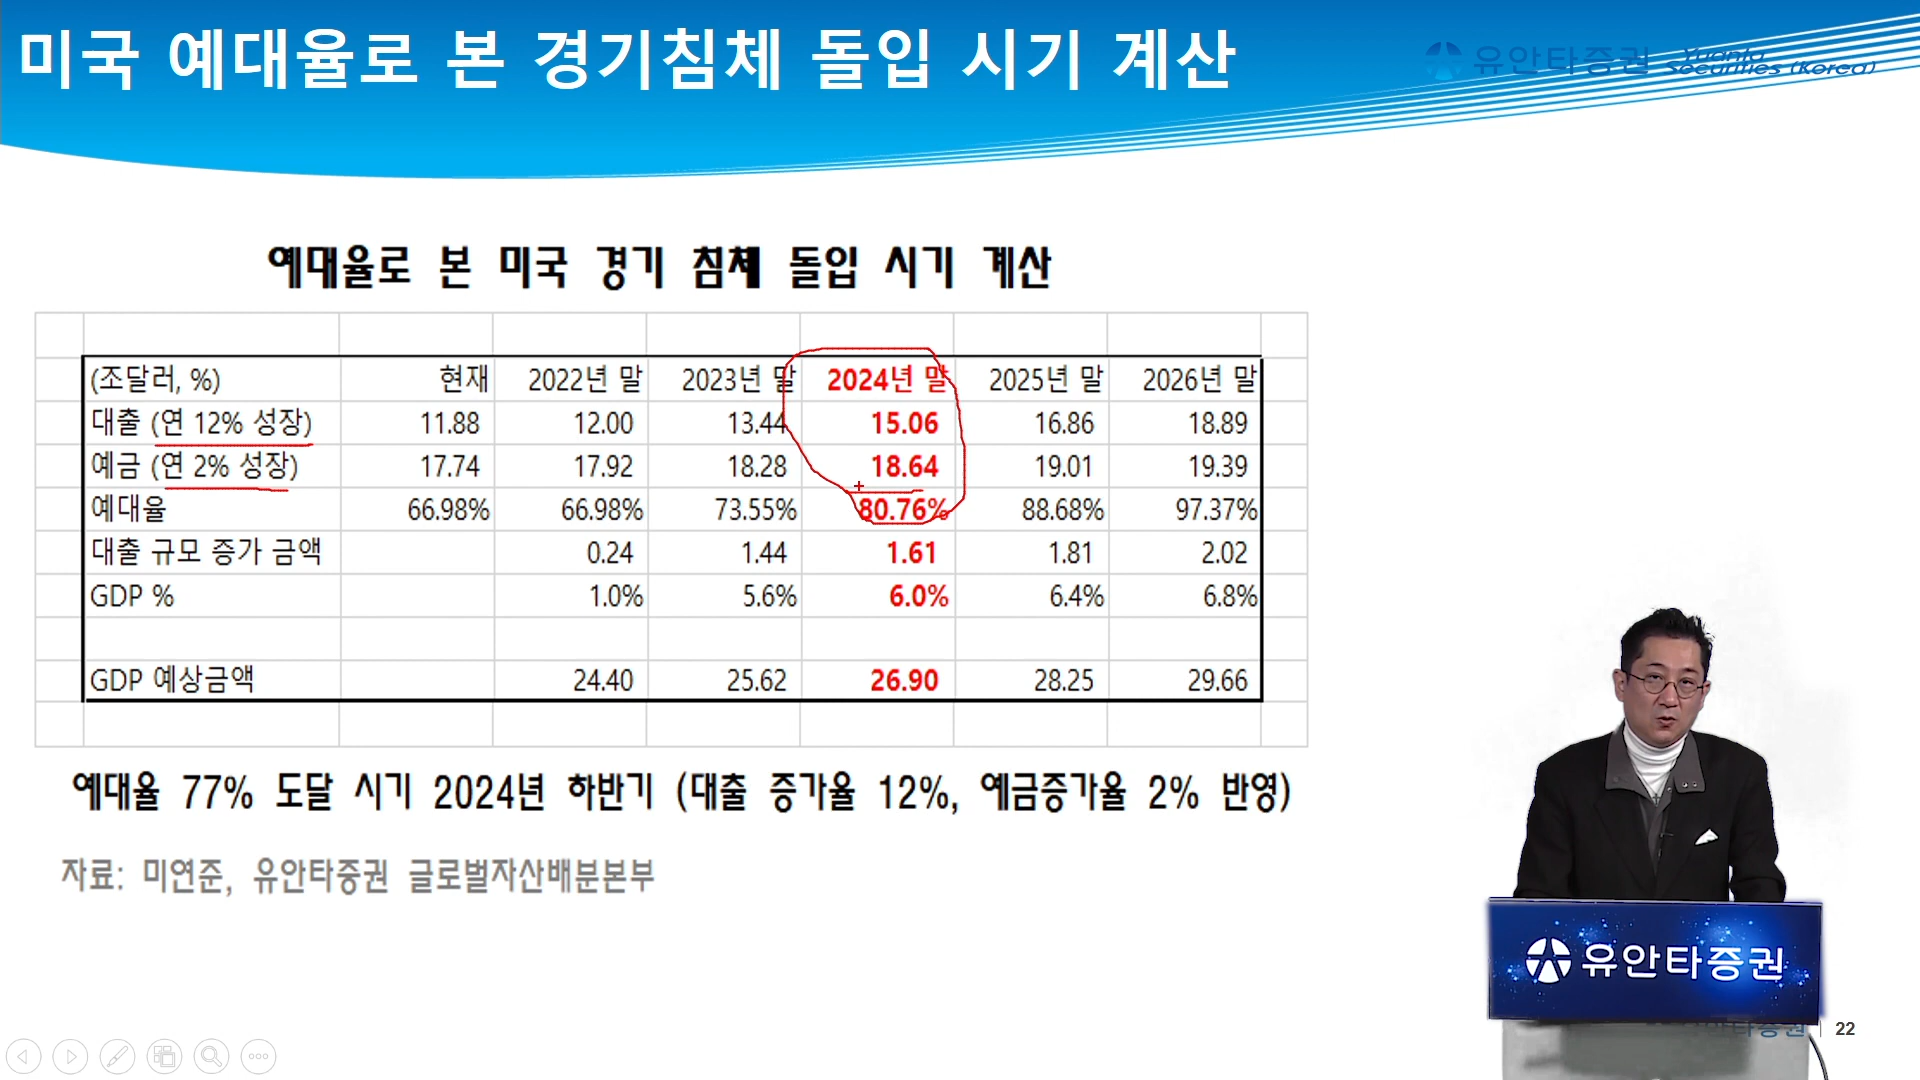 미국 예대율로 본 경기침체 돌입 시기 계산
유안타증권 Yuanta Securities (Korea)
예대율로 본 미국 경기 침체 돌입 시기 계산
(조달러, %) 현재 2022년 말 2023년 말 2024년 말 2025년 말 2026년 말
대출 (연 12% 성장) 11.88 12.00 13.44 15.06 16.86 18.89
예금 (연 2% 성장) 17.74 17.92 18.28 18.64 19.01 19.39
예대율 66.98% 66.98% 73.55% 80.76% 88.68% 97.37%
대출 규모 증가 금액 0.24 1.44 1.61 1.81 2.02
GDP % 1.0% 5.6% 6.0% 6.4% 6.8%
GDP 예상금액 24.40 25.62 26.90 28.25 29.66
예대율 77% 도달 시기 2024년 하반기 (대출 증가율 12%, 예금증가율 2% 반영)
자료: 미연준, 유안타증권 글로벌자산배분본부
유안타증권
22